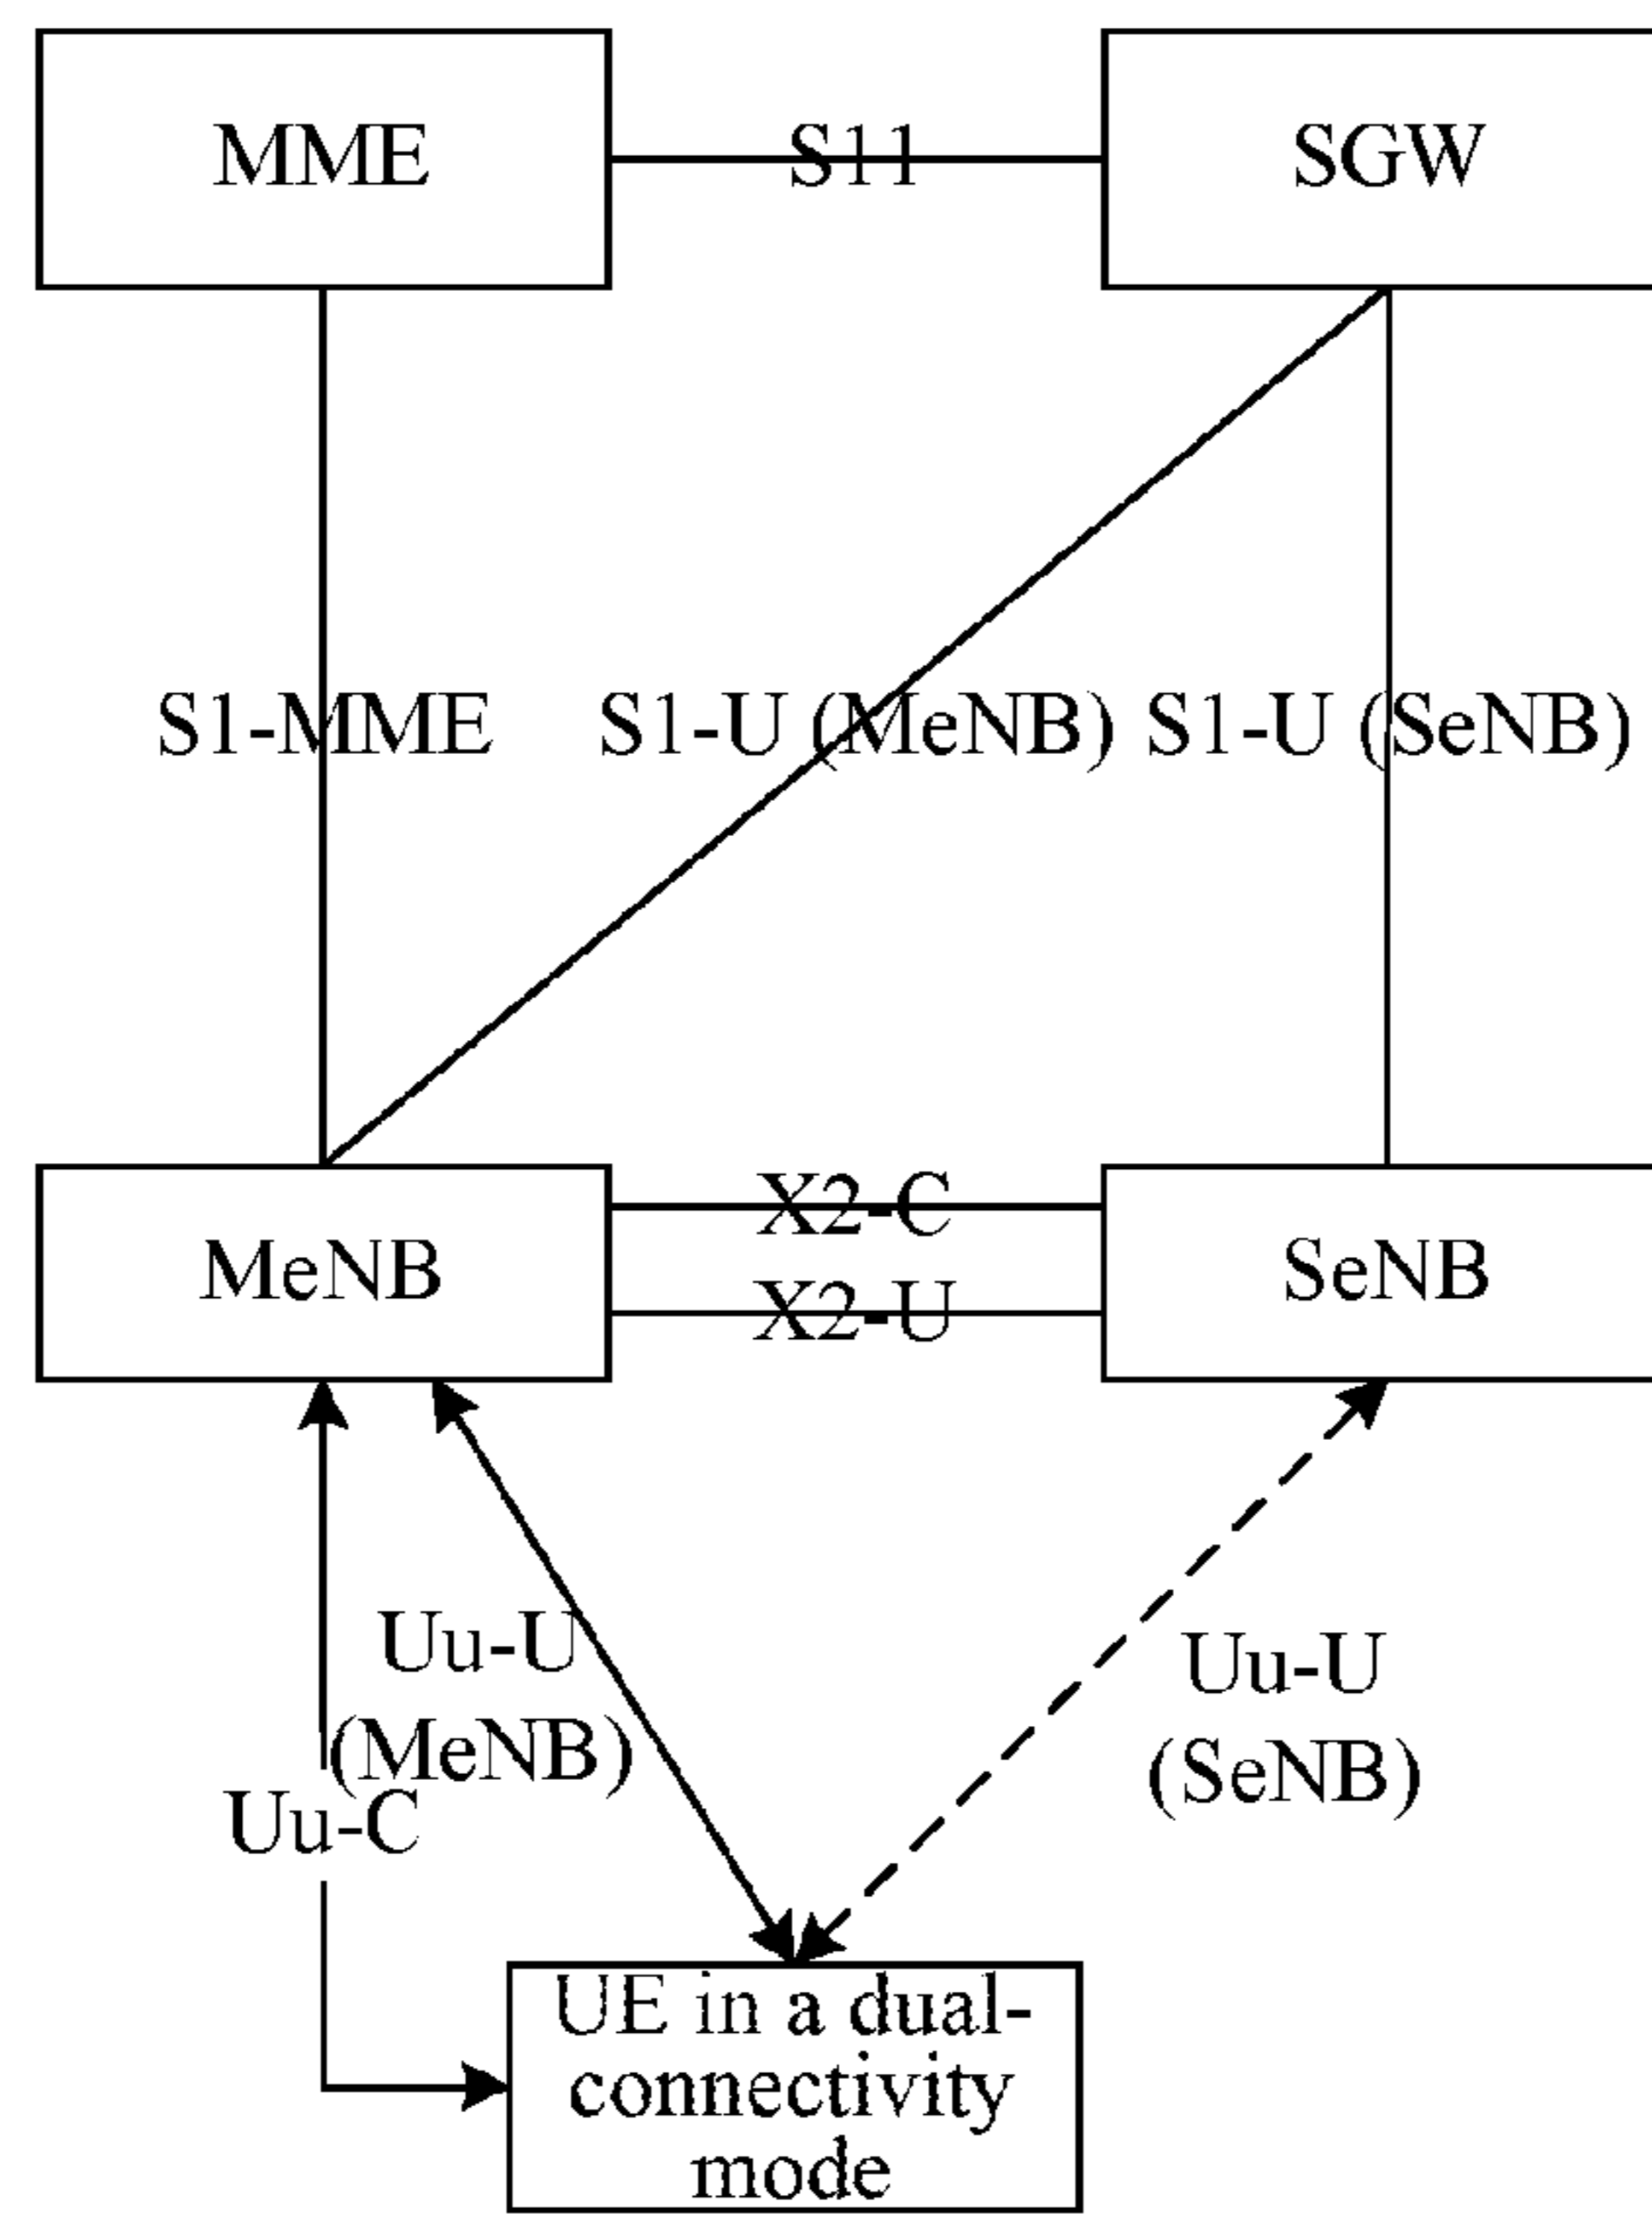 MME
S11
SGW
S1-MME
S1-U (MeNB)
S1-U (SeNB)
X2-C
MeNB
SeNB
X2-U
Uu-U
(MeNB)
Uu-U
(SeNB)
Uu-C
UE in a dual-
connectivity
mode